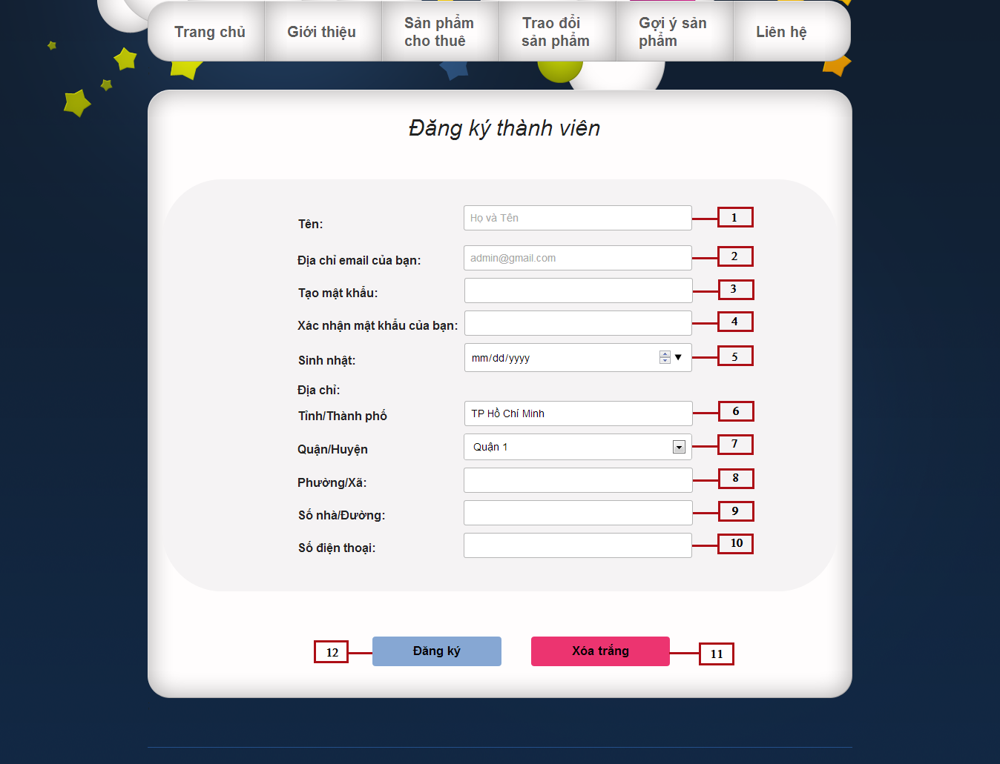 Trang chủ
Giới thiệu
Sản phẩm
cho thuê
Trao đổi
sản phẩm
Gợi ý sản
phẩm
Liên hệ
Đăng ký thành viên
Tên:
Họ và Tên
1
Địa chỉ email của bạn:
admin@gmail.com
2
Tạo mật khẩu:
3
Xác nhận mật khẩu của bạn:
4
Sinh nhật:
mm/dd/yyyy
5
Địa chỉ:
Tỉnh/Thành phố
TP Hồ Chí Minh
6
Quận/Huyện
Quận 1
7
Phường/Xã:
8
Số nhà/Đường:
9
Số điện thoại:
10
12
Đăng ký
Xóa trắng
11